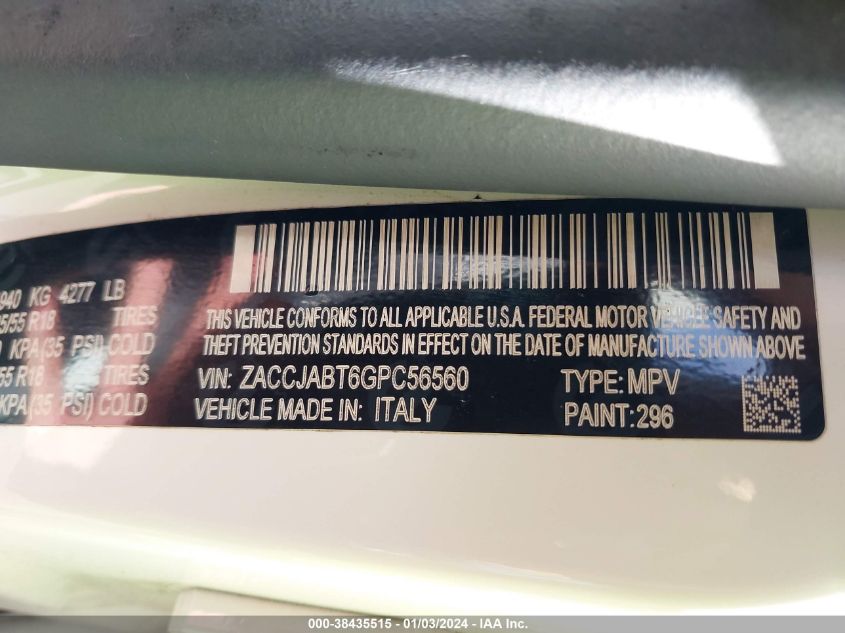 940 KG 4277 LB
5/55 R18 TIRES
KPA(35 PSI) COLD
55 R18 TIRES
KPA (35 PSI) COLD
THIS VEHICLE CONFORMS TO ALL APPLICABLE U.S.A. FEDERAL MOTOR VEHICLE SAFETY AND
THEFT PREVENTION STANDARDS IN EFFECT ON THE DATE OF MANUFACTURE SHOWN ABOVE
VIN: ZACCJABT6GPC56560 TYPE: MPV
VEHICLE MADE IN: ITALY PAINT: 296
000-38435515 - 01/03/2024 - IAA Inc.